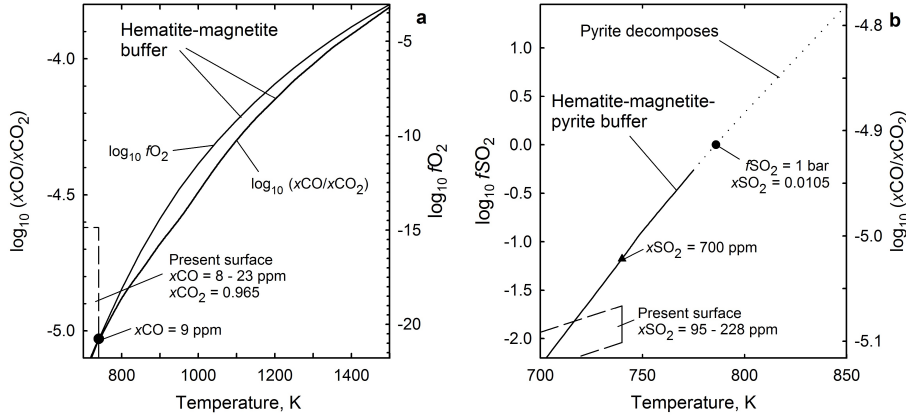 a
Hematite-magnetite
buffer
log10 fO2
log10 (xCO/xCO2)
Present surface
xCO = 8 - 23 ppm
xCO2 = 0.965
xCO = 9 ppm
-4.0
-4.5
-5.0
log10 (xCO/xCO2)
-5
-10
-15
-20
log10 fO2
800 1000 1200 1400
Temperature, K
b
Pyrite decomposes
Hematite-magnetite-
pyrite buffer
fSO2 = 1 bar
xSO2 = 0.0105
xSO2 = 700 ppm
Present surface
xSO2 = 95 - 228 ppm
1.0
0.5
0.0
-0.5
-1.0
-1.5
-2.0
log10 fSO2
-4.8
-4.9
-5.0
-5.1
log10 (xCO/xCO2)
700 750 800 850
Temperature, K